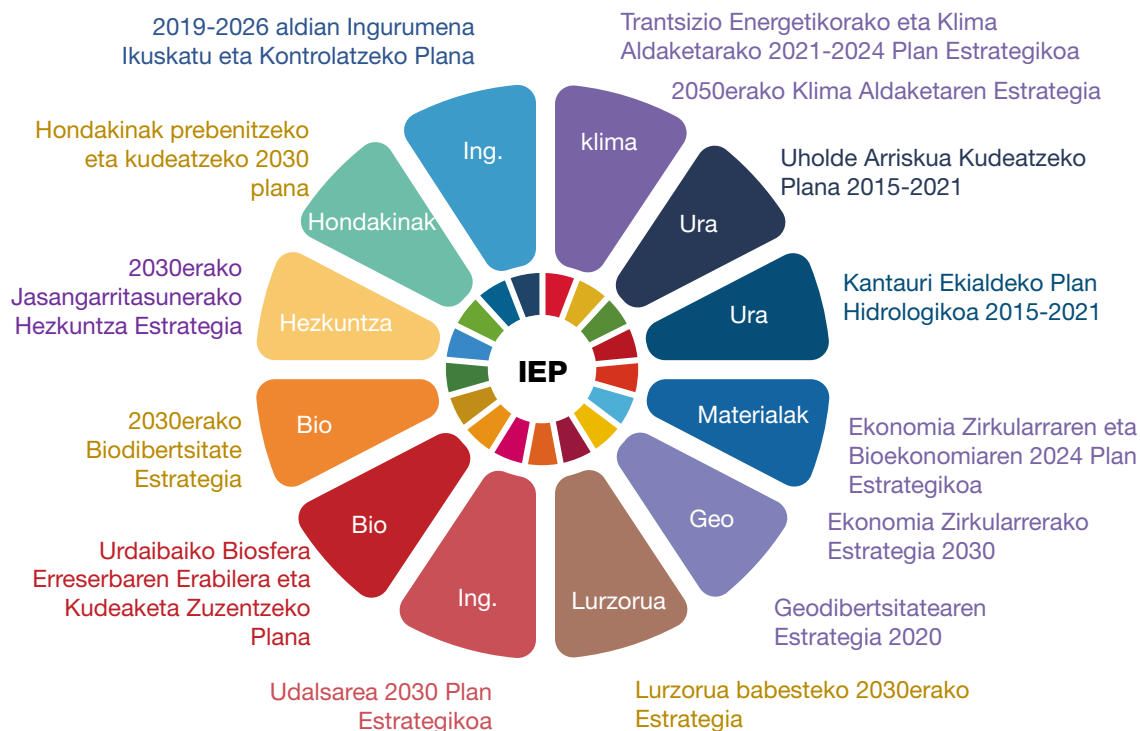 2019-2026 aldian Ingurumena
Ikuskatu eta Kontrolatzeko Plana
Trantsizio Energetikorako eta Klima
Aldaketarako 2021-2024 Plan Estrategikoa
2050erako Klima Aldaketaren Estrategia
Hondakinak prebenitzeko
eta kudeatzeko 2030
plana
Ing.
klima
Uholde Arriskua Kudeatzeko
Plana 2015-2021
Hondakinak
Ura
2030erako
Jasangarritasunerako
Hezkuntza Estrategia
Hezkuntza
Ura
Kantauri Ekialdeko Plan
Hidrologikoa 2015-2021
IEP
2030erako
Biodibertsitate
Estrategia
Bio
Materialak
Ekonomia Zirkularraren eta
Bioekonomiaren 2024 Plan
Estrategikoa
Bio
Geo
Ekonomia Zirkularrerako
Estrategia 2030
Urdaibaiko Biosfera
Erreserbaren Erabilera eta
Kudeaketa Zuzentzeko
Plana
Ing.
Lurzorua
Geodibertsitatearen
Estrategia 2020
Udalsarea 2030 Plan
Estrategikoa
Lurzorua babesteko 2030erako
Estrategia